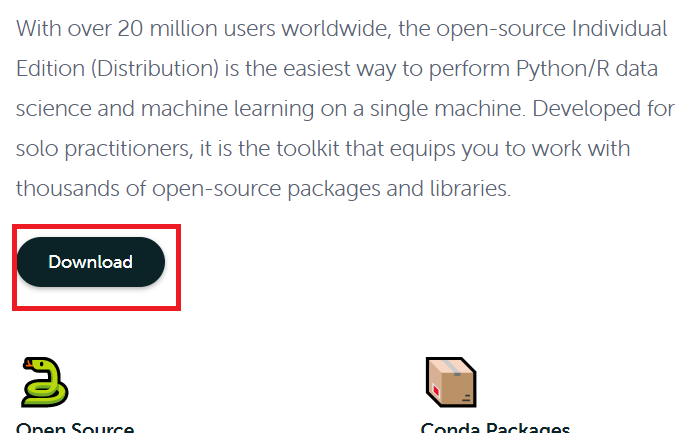 With over 20 million users worldwide, the open-source Individual
Edition (Distribution) is the easiest way to perform Python/R data
science and machine learning on a single machine. Developed for
solo practitioners, it is the toolkit that equips you to work with
thousands of open-source packages and libraries.
Download
Open Source
Conda Packages